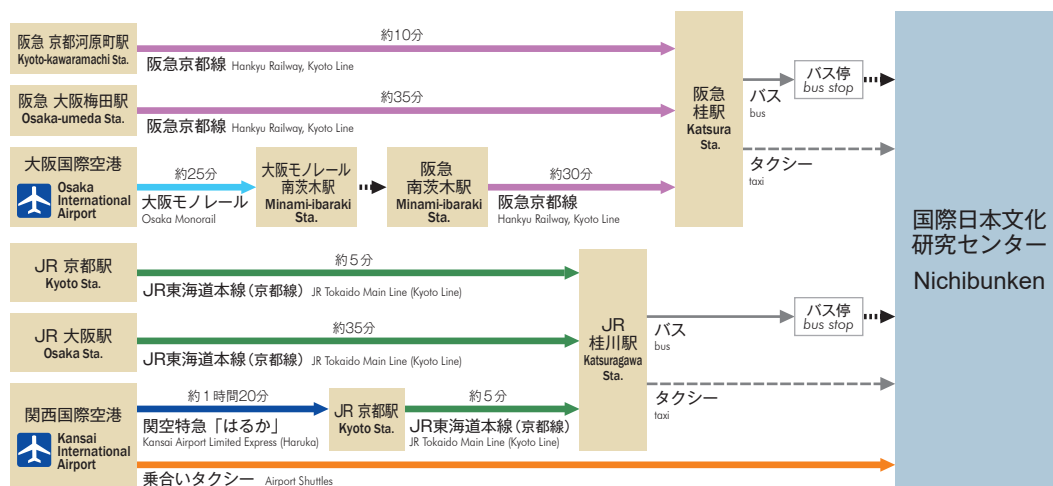 阪急 京都河原町駅
Kyoto-kawaramachi Sta.
約10分
阪急京都線 Hankyu Railway, Kyoto Line
阪急 大阪梅田駅
Osaka-umeda Sta.
約35分
阪急京都線 Hankyu Railway, Kyoto Line
大阪国際空港
Osaka
International
Airport
約25分
大阪モノレール
Osaka Monorail
大阪モノレール
南茨木駅
Minami-ibaraki
Sta.
阪急
南茨木駅
Minami-ibaraki
Sta.
約30分
阪急京都線
Hankyu Railway, Kyoto Line
阪急
桂駅
Katsura
Sta.
バス
bus
バス停
bus stop
タクシー
taxi
JR 京都駅
Kyoto Sta.
約5分
JR東海道本線(京都線) JR Tokaido Main Line (Kyoto Line)
JR 大阪駅
Osaka Sta.
約35分
JR東海道本線(京都線) JR Tokaido Main Line (Kyoto Line)
関西国際空港
Kansai
International
Airport
約1時間20分
関空特急「はるか」
Kansai Airport Limited Express (Haruka)
JR 京都駅
Kyoto Sta.
約5分
JR東海道本線(京都線)
JR Tokaido Main Line (Kyoto Line)
乗合いタクシー Airport Shuttles
JR
桂川駅
Katsuragawa
Sta.
バス
bus
バス停
bus stop
タクシー
taxi
国際日本文化
研究センター
Nichibunken